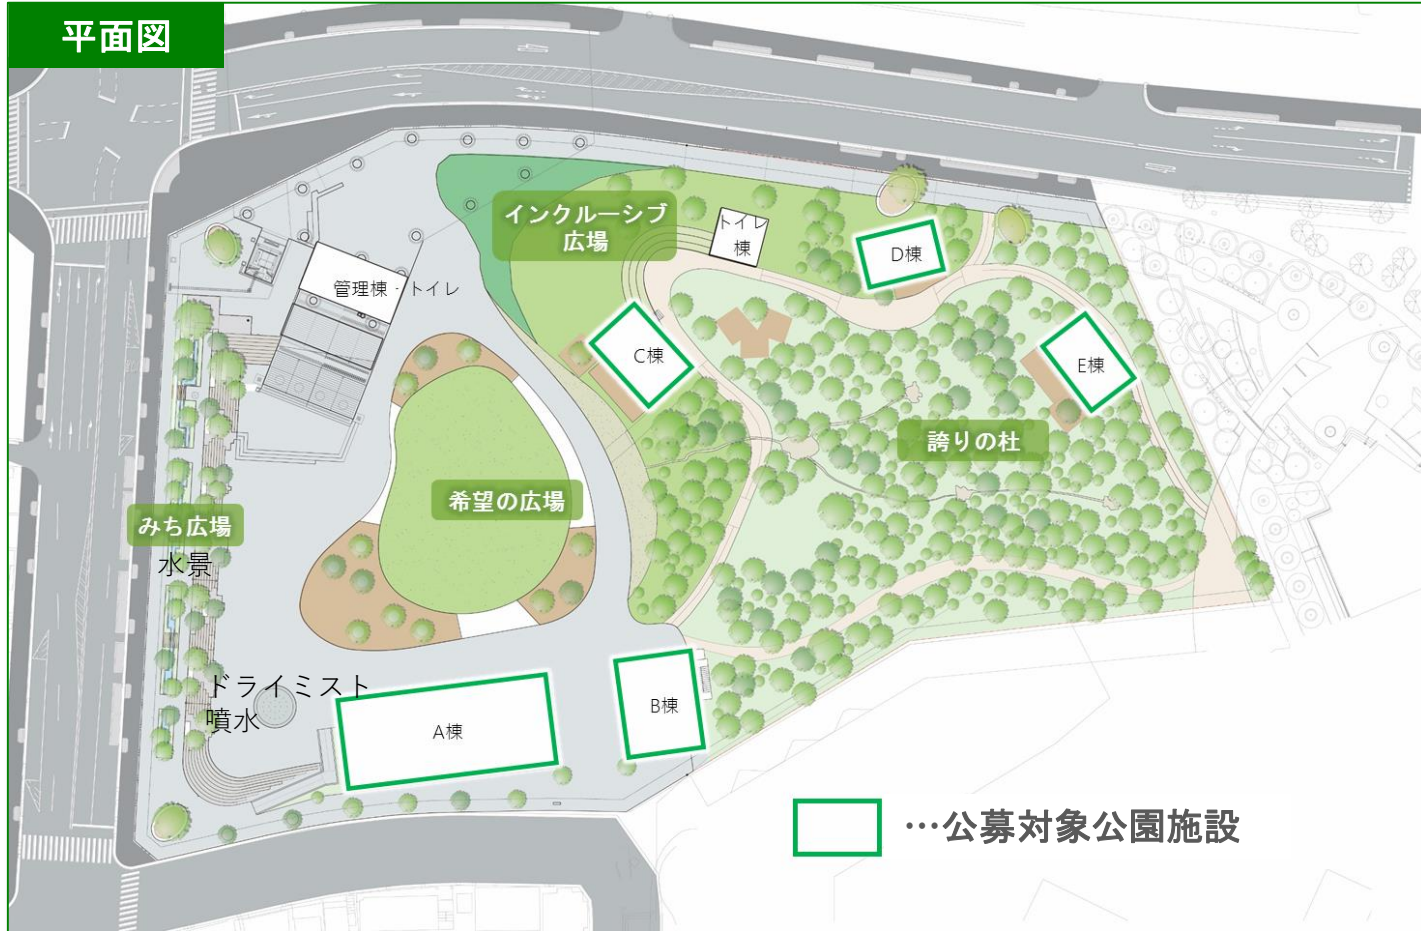 平面図
インクルーシブ
広場
トイレ
棟
D棟
管理棟・トイレ
C棟
E棟
誇りの杜
希望の広場
みち広場
水景
ドライミスト
噴水
A棟
B棟
…公募対象公園施設